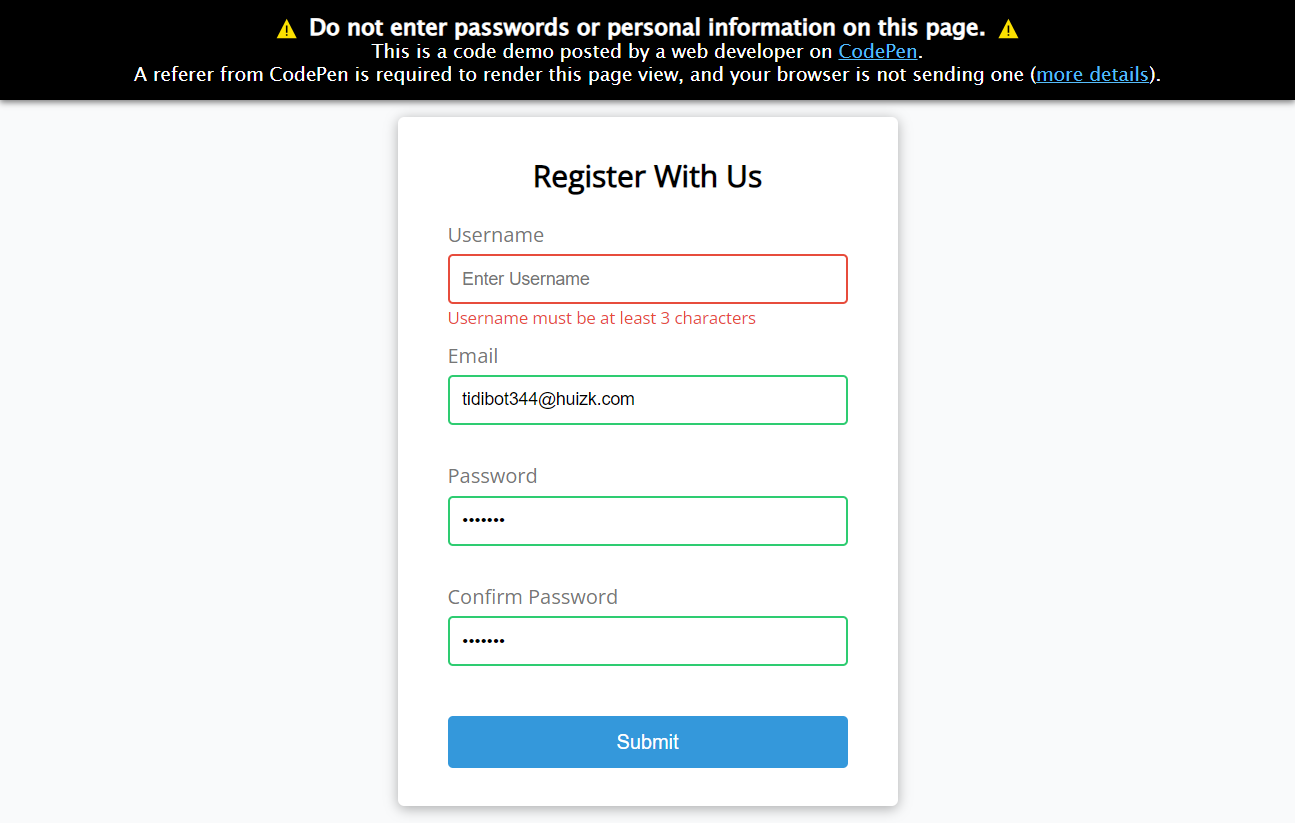 ⚠ Do not enter passwords or personal information on this page. ⚠
This is a code demo posted by a web developer on CodePen.
A referer from CodePen is required to render this page view, and your browser is not sending one (more details).
Register With Us
Username
Enter Username
Username must be at least 3 characters
Email
tidibot344@huizk.com
Password
•••••••
Confirm Password
•••••••
Submit